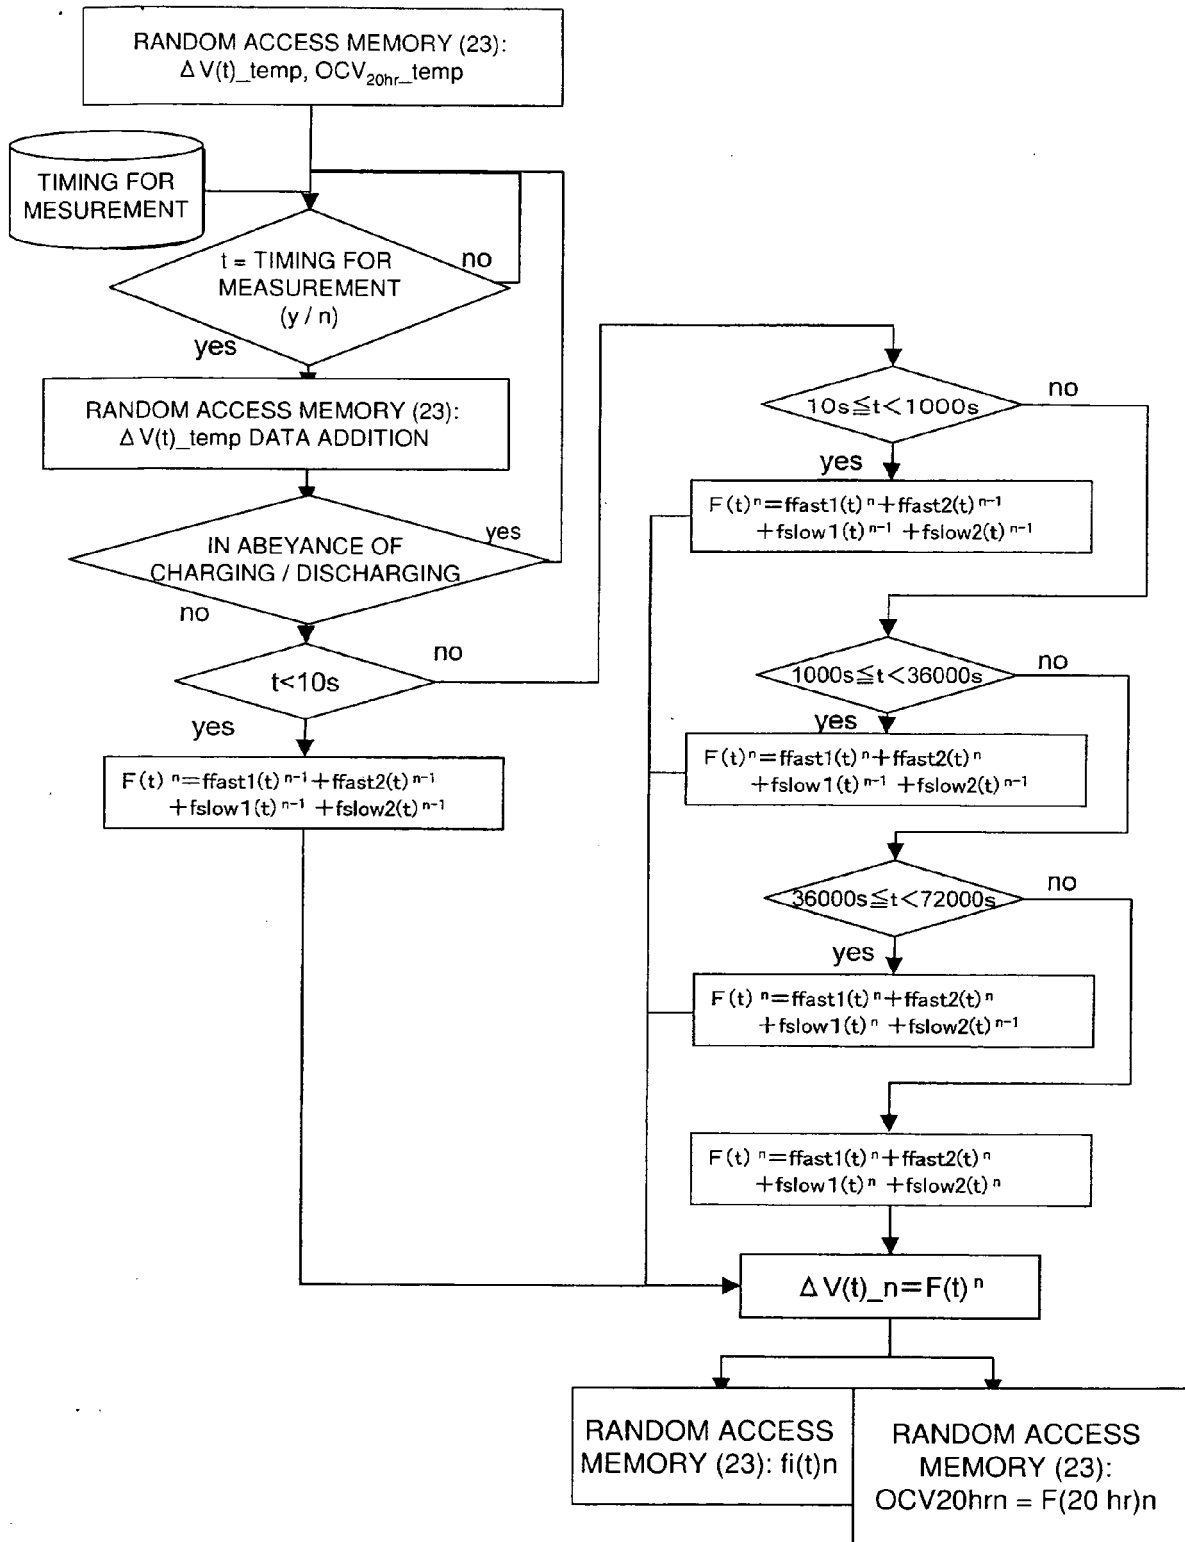 RANDOM ACCESS MEMORY (23):
Δ V(t)_temp, OCV20hr_temp
TIMING FOR
MESUREMENT
t = TIMING FOR
MEASUREMENT
(y / n)
no
yes
RANDOM ACCESS MEMORY (23):
Δ V(t)_temp DATA ADDITION
IN ABEYANCE OF
CHARGING / DISCHARGING
yes
no
t<10s
no
yes
F(t) n=ffast1(t) n-1+ffast2(t) n-1
+fslow1(t) n-1 +fslow2(t) n-1
10s≦t<1000s
no
yes
F(t) n=ffast1(t) n+ffast2(t) n-1
+fslow1(t) n-1 +fslow2(t) n-1
1000s≦t<36000s
no
yes
F(t) n=ffast1(t) n+ffast2(t) n
+fslow1(t) n-1 +fslow2(t) n-1
36000s≦t<72000s
no
yes
F(t) n=ffast1(t) n+ffast2(t) n
+fslow1(t) n +fslow2(t) n-1
F(t) n=ffast1(t) n+ffast2(t) n
+fslow1(t) n +fslow2(t) n
Δ V(t)_n=F(t) n
RANDOM ACCESS
MEMORY (23): fi(t)n
RANDOM ACCESS
MEMORY (23):
OCV20hrn = F(20 hr)n